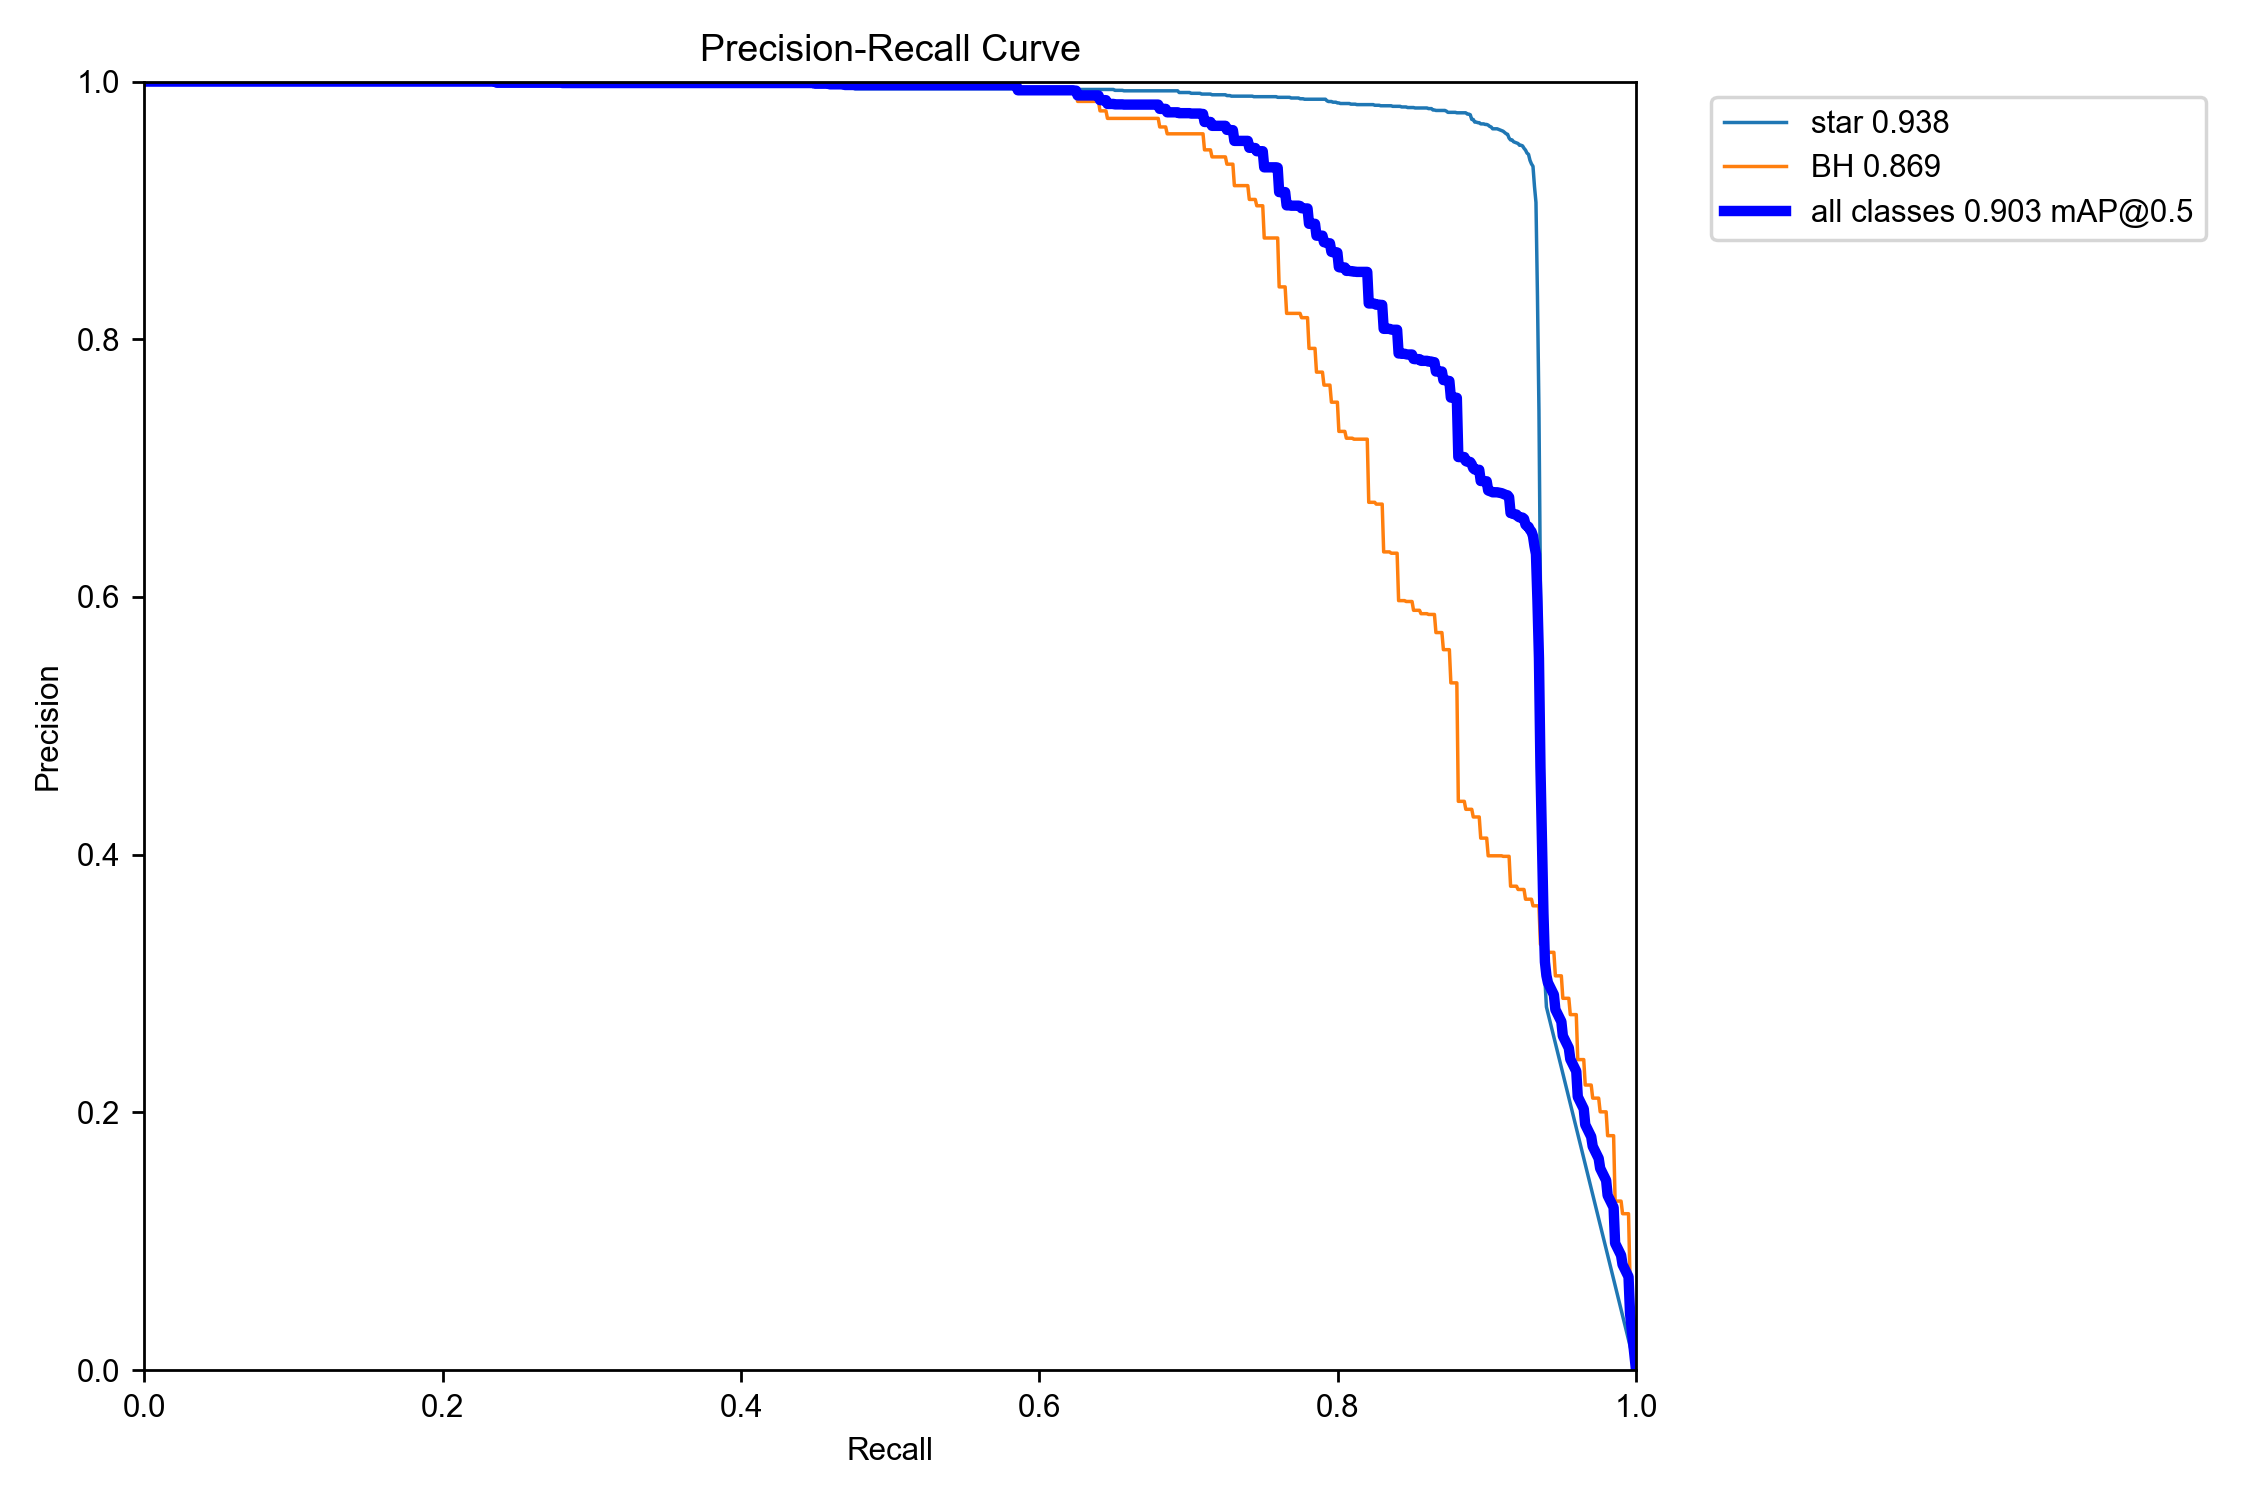 Precision-Recall Curve
1.0
0.8
0.6
0.4
0.2
0.0
Precision
0.0 0.2 0.4 0.6 0.8 1.0
Recall
star 0.938
BH 0.869
all classes 0.903 mAP@0.5